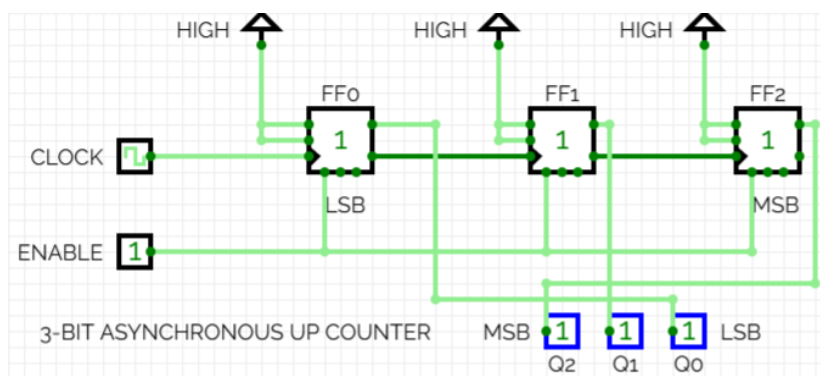 HIGH HIGH HIGH
FF0 FF1 FF2
1 1 1
CLOCK
LSB MSB
ENABLE 1
3-BIT ASYNCHRONOUS UP COUNTER MSB 1 1 1 LSB
Q2 Q1 Q0